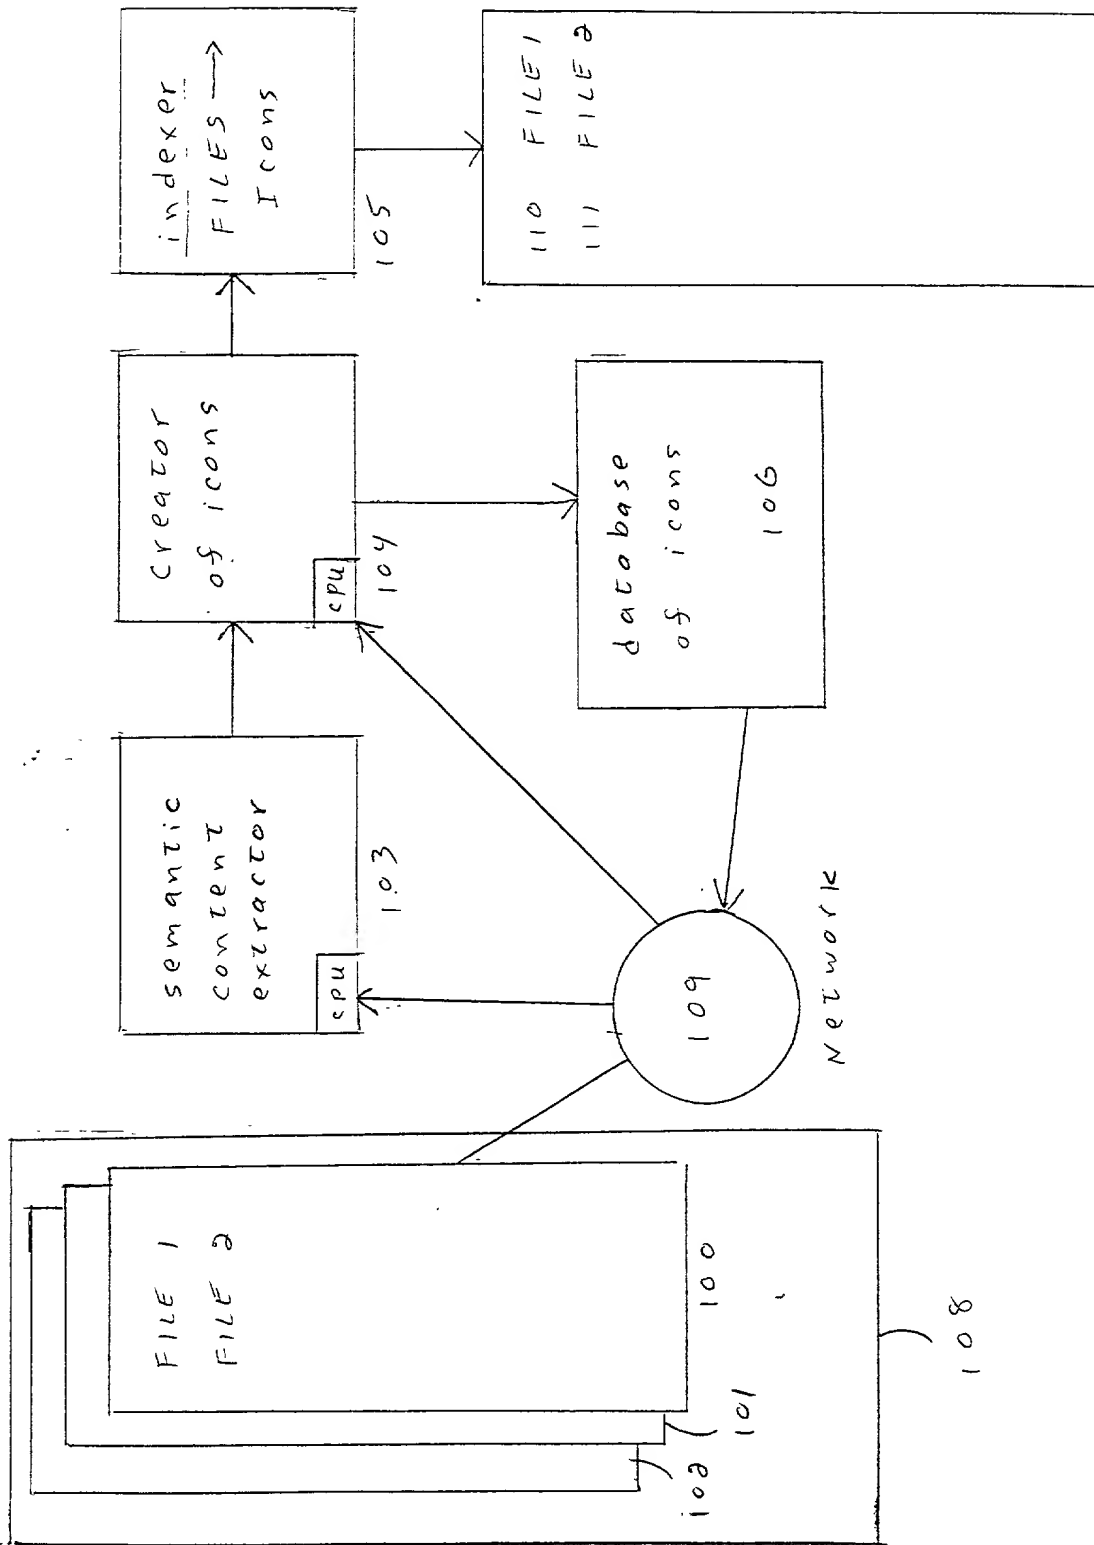 FILE 1
FILE 2
100
101
102
108
semantic
content
extractor
cpu
103
109
Network
Creator
of icons
cpu
104
database
of icons
106
indexer
FILES →
Icons
105
110 FILE 1
111 FILE 2